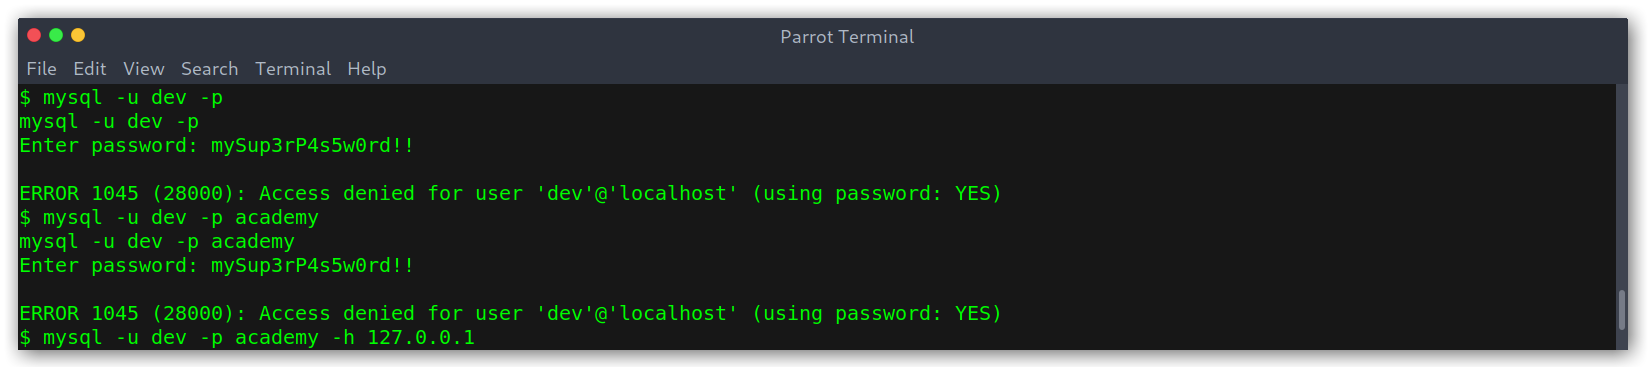 Parrot Terminal
File Edit View Search Terminal Help
$ mysql -u dev -p
mysql -u dev -p
Enter password: mySup3rP4s5w0rd!!
ERROR 1045 (28000): Access denied for user 'dev'@'localhost' (using password: YES)
$ mysql -u dev -p academy
mysql -u dev -p academy
Enter password: mySup3rP4s5w0rd!!
ERROR 1045 (28000): Access denied for user 'dev'@'localhost' (using password: YES)
$ mysql -u dev -p academy -h 127.0.0.1